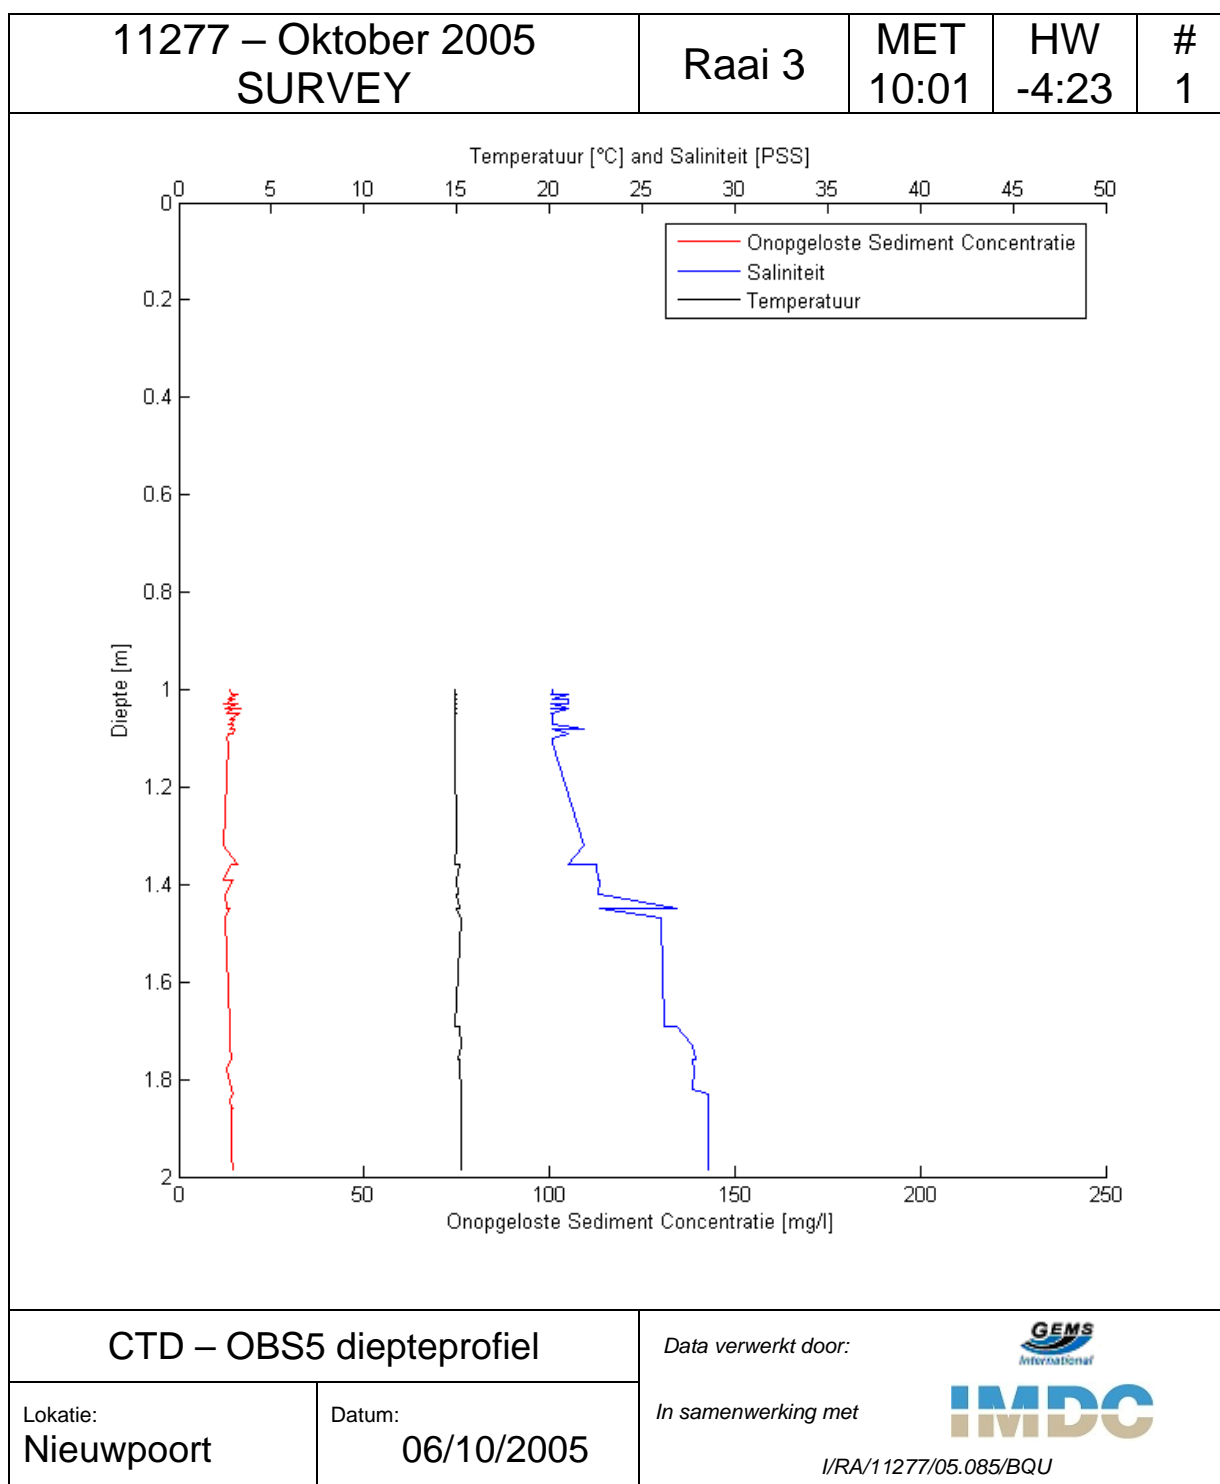 11277 – Oktober 2005
SURVEY
Raai 3
MET
10:01
HW
-4:23
#
1
Temperatuur [°C] and Saliniteit [PSS]
0 5 10 15 20 25 30 35 40 45 50
Onopgeloste Sediment Concentratie
Saliniteit
Temperatuur
0
0.2
0.4
0.6
0.8
1
1.2
1.4
1.6
1.8
2
Diepte [m]
0 50 100 150 200 250
Onopgeloste Sediment Concentratie [mg/l]
CTD – OBS5 diepteprofiel
Data verwerkt door:
GEMS
International
Lokatie:
Nieuwpoort
Datum:
06/10/2005
In samenwerking met
IMDC
I/RA/11277/05.085/BQU